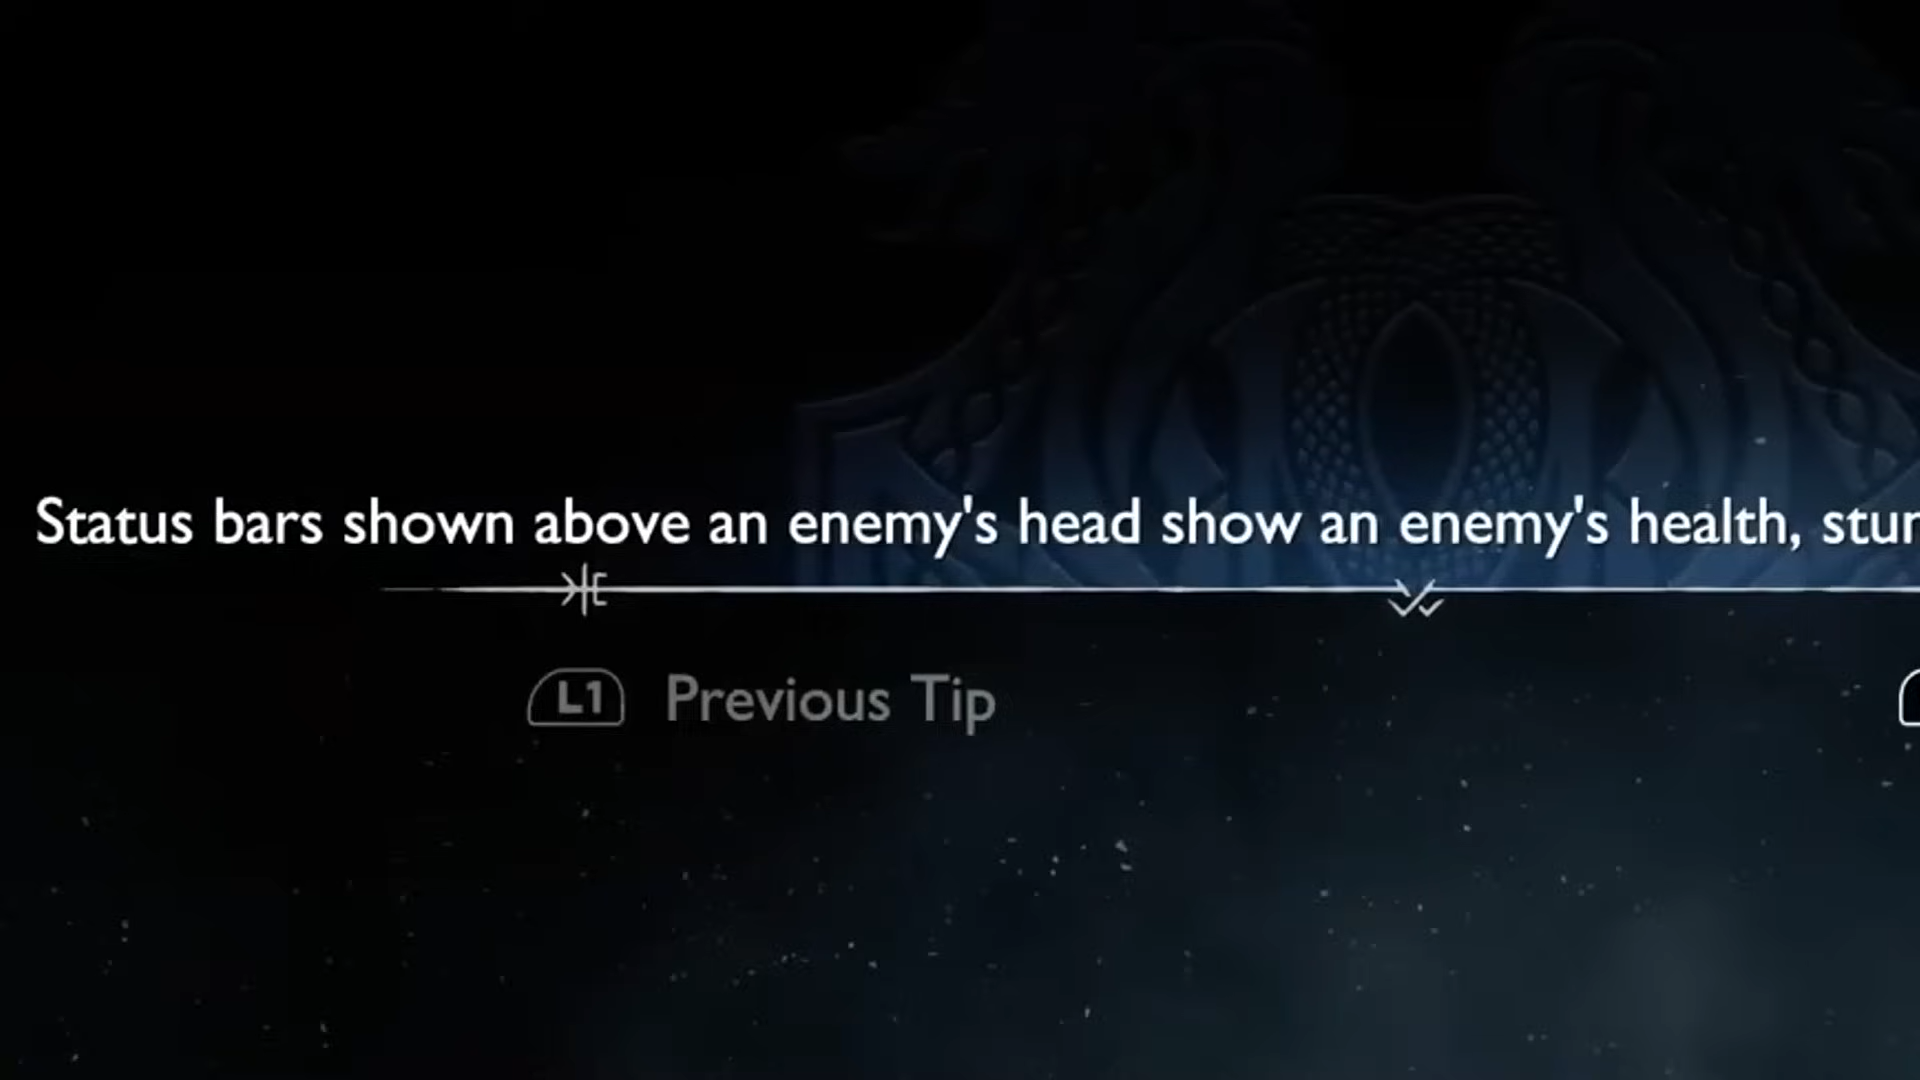 Status bars shown above an enemy's head show an enemy's health,
L1 Previous Tip